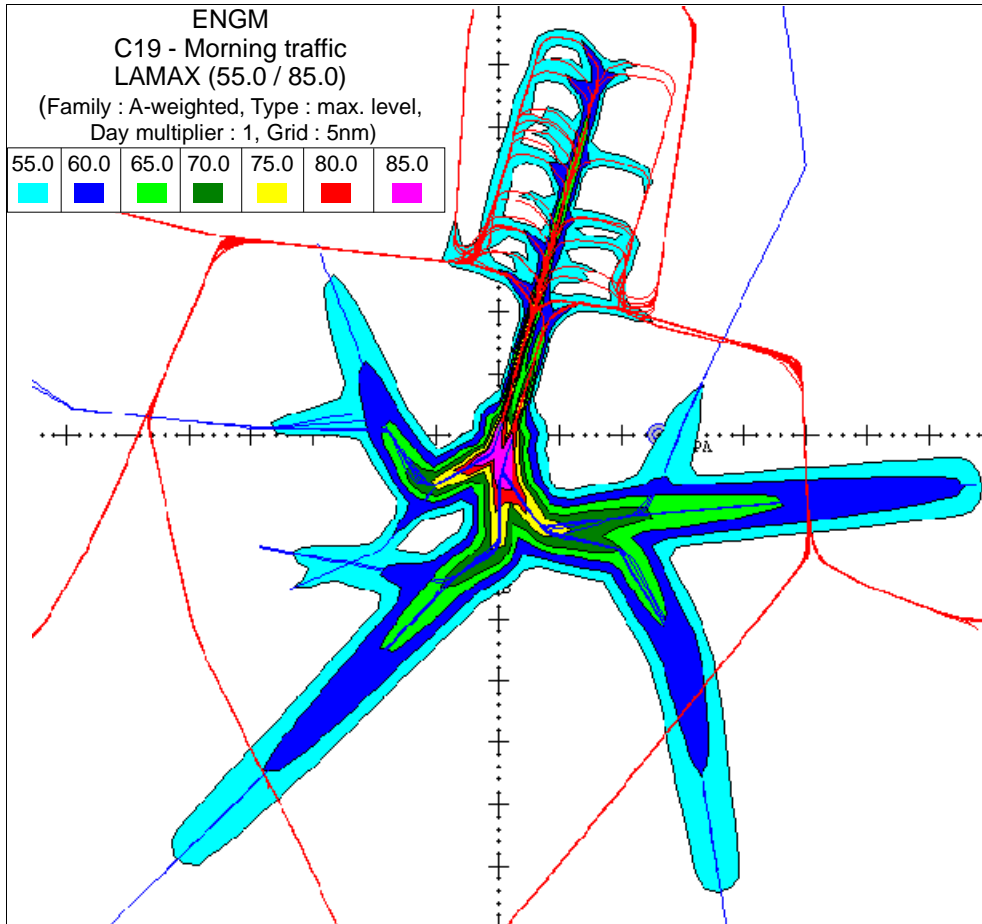 ENGM
C19 - Morning traffic
LAMAX (55.0 / 85.0)
(Family : A-weighted, Type : max. level,
Day multiplier : 1, Grid : 5nm)
55.0 60.0 65.0 70.0 75.0 80.0 85.0
PA